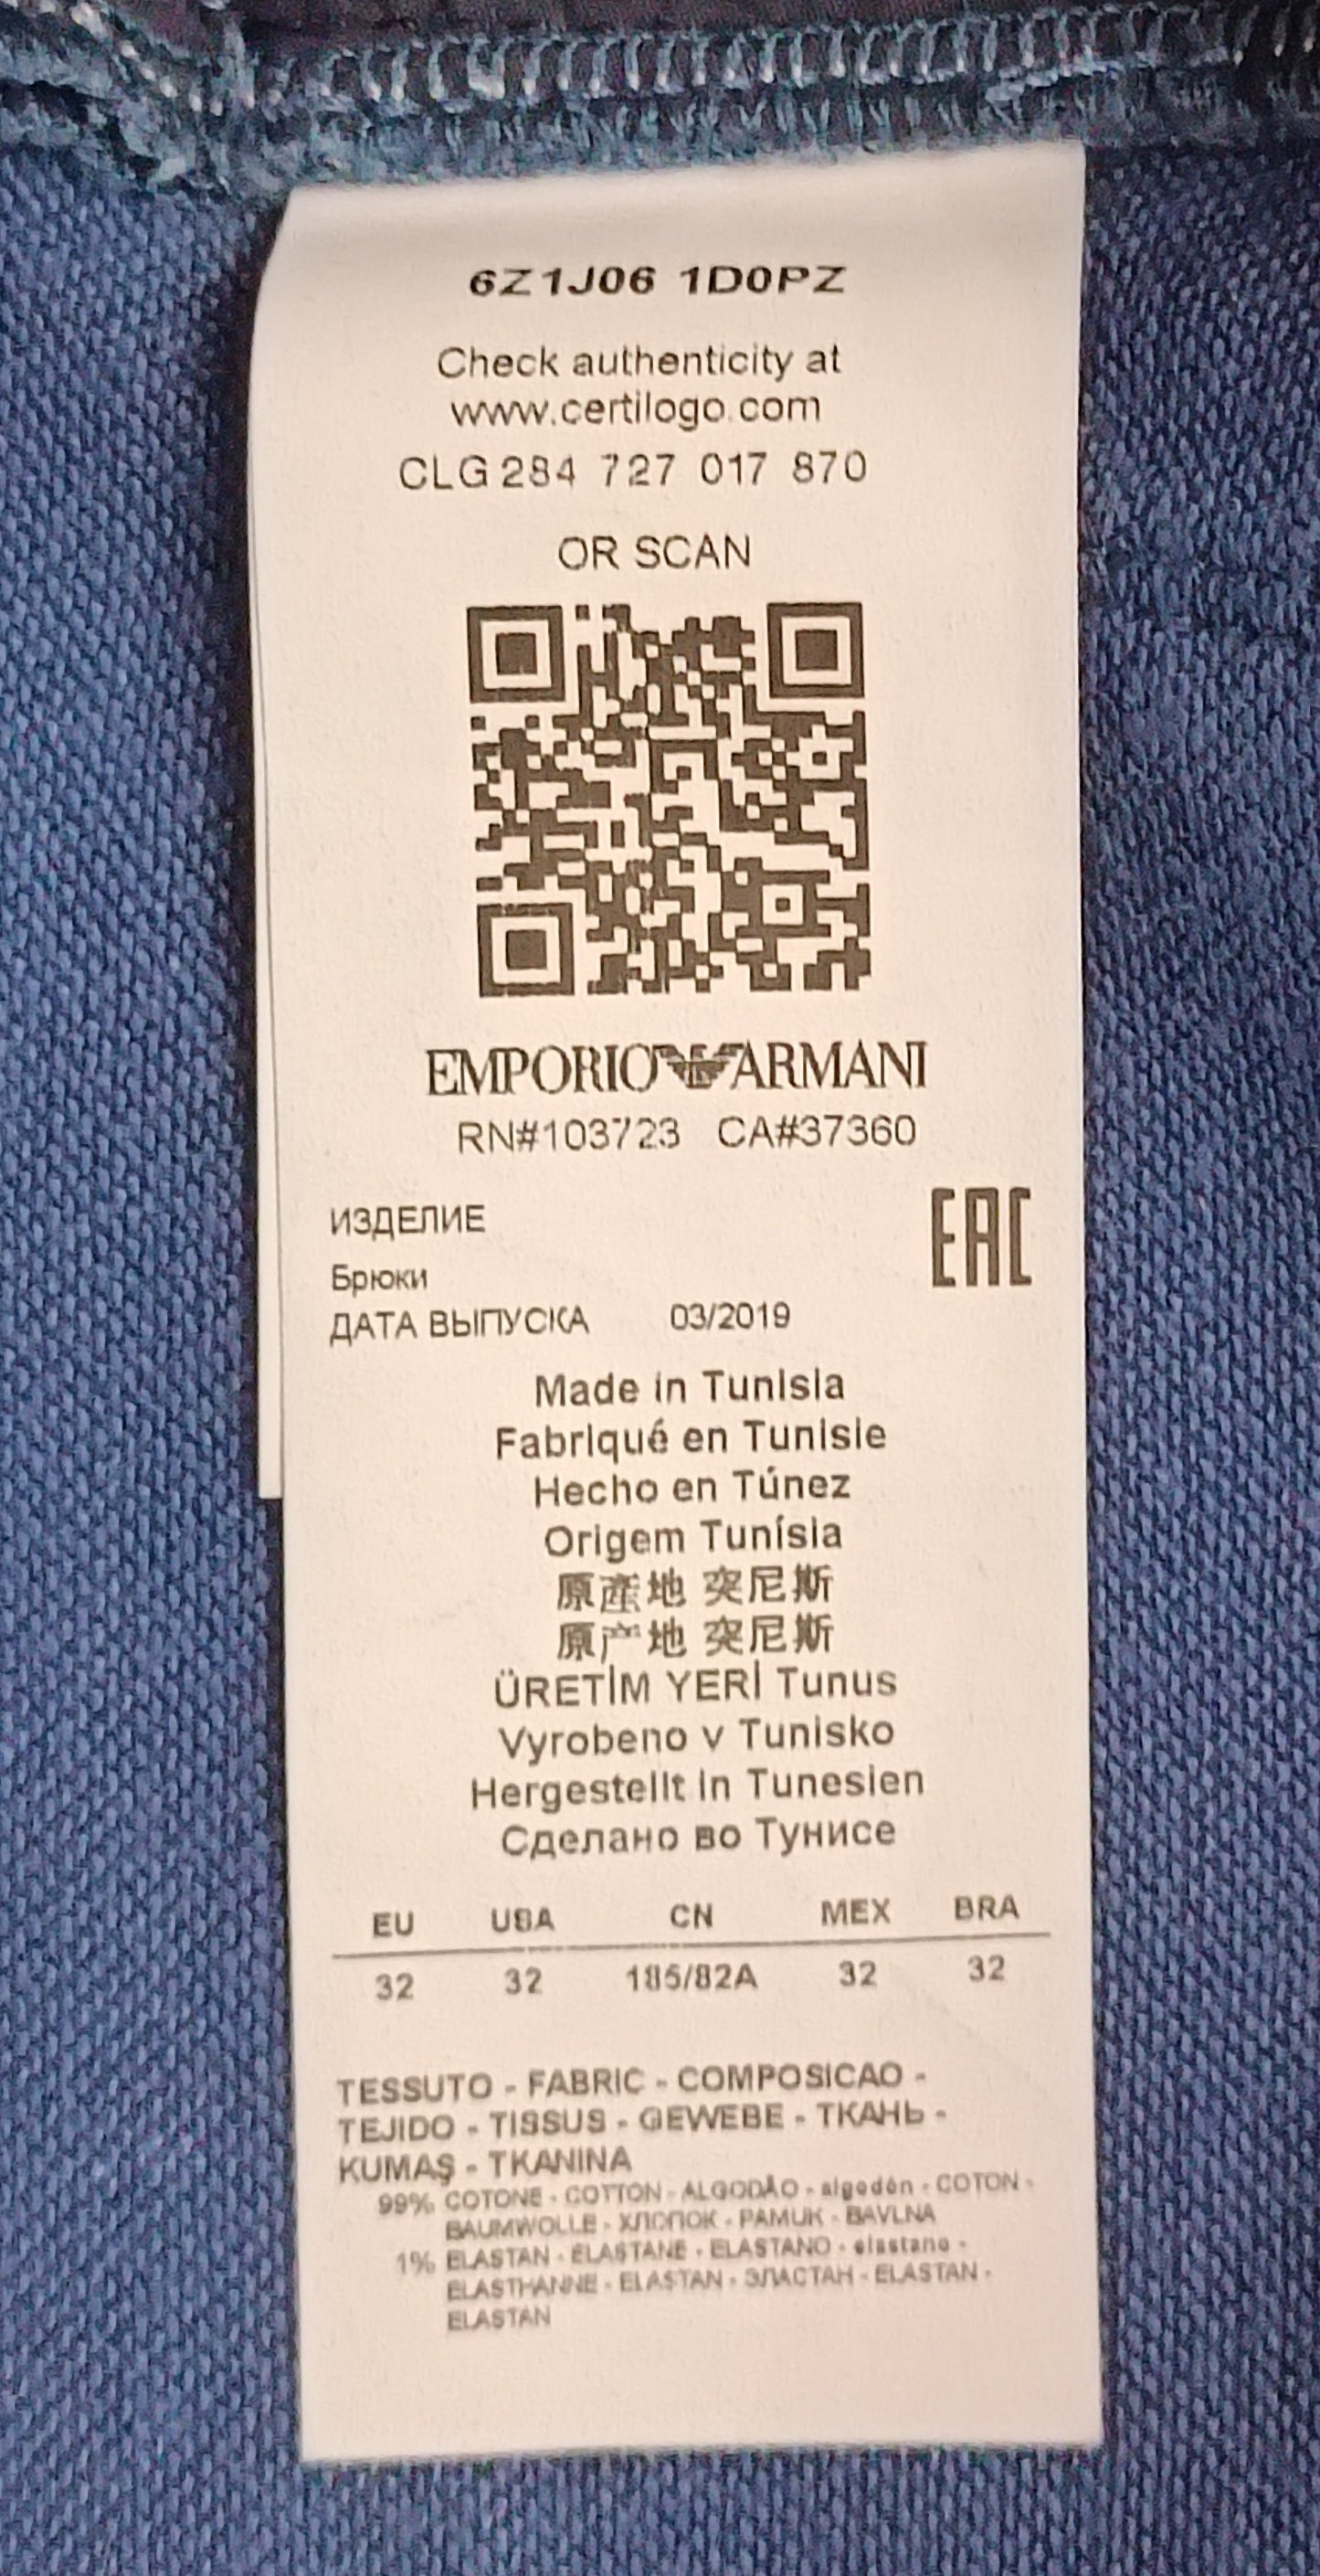 6Z1J06 1D0PZ
Check authenticity at
www.certilogo.com
CLG 284 727 017 870
OR SCAN
EMPORIO ARMANI
RN#103723 CA#37360
ИЗДЕЛИЕ
EAC
Брюки
ДАТА ВЫПУСКА 03/2019
Made in Tunisia
Fabriqué en Tunisie
Hecho en Túnez
Origem Tunísia
原產地 突尼斯
原产地 突尼斯
ÜRETİM YERİ Tunus
Vyrobeno v Tunisko
Hergestellt in Tunesien
Сделано во Тунисе
EU USA CN MEX BRA
32 32 185/82A 32 32
TESSUTO - FABRIC - COMPOSICAO -
TEJIDO - TISSUS - GEWEBE - ТКАНЬ -
KUMAŞ - TKANINA
99% COTONE - COTTON - ALGODÃO - algodón - COTON -
BAUMWOLLE - ХЛОПОК - PAMUK - BAVLNA
1% ELASTAN - ELASTANE - ELASTANO - elastano -
ELASTHANNE - ELASTAN - ЭЛАСТАН - ELASTAN -
ELASTAN